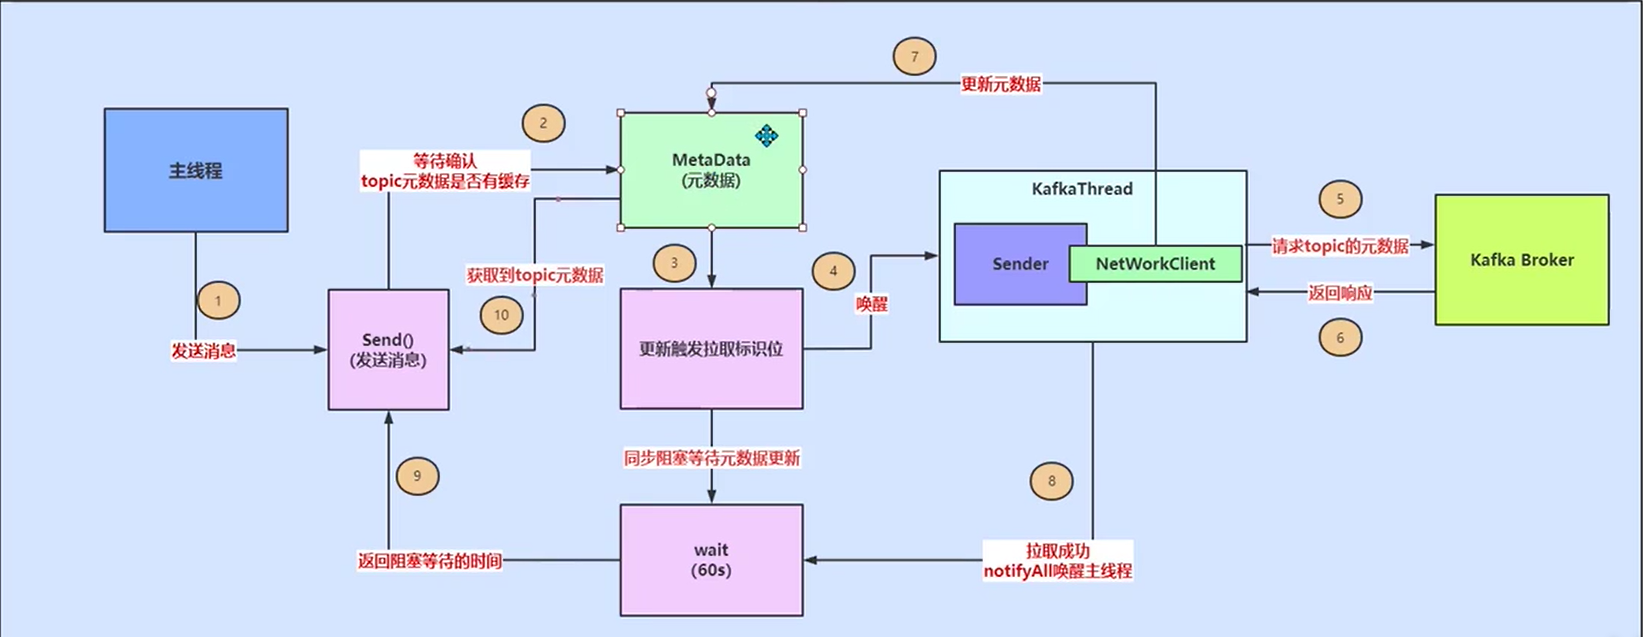 7
更新元数据
2
等待确认
topic元数据是否有缓存
MetaData
(元数据)
主线程
KafkaThread
Sender
NetWorkClient
5
请求topic的元数据
Kafka Broker
返回响应
6
3
4
唤醒
获取到topic元数据
10
1
发送消息
Send()
(发送消息)
更新触发拉取标识位
同步阻塞等待元数据更新
9
8
返回阻塞等待的时间
wait
(60s)
拉取成功
notifyAll唤醒主线程